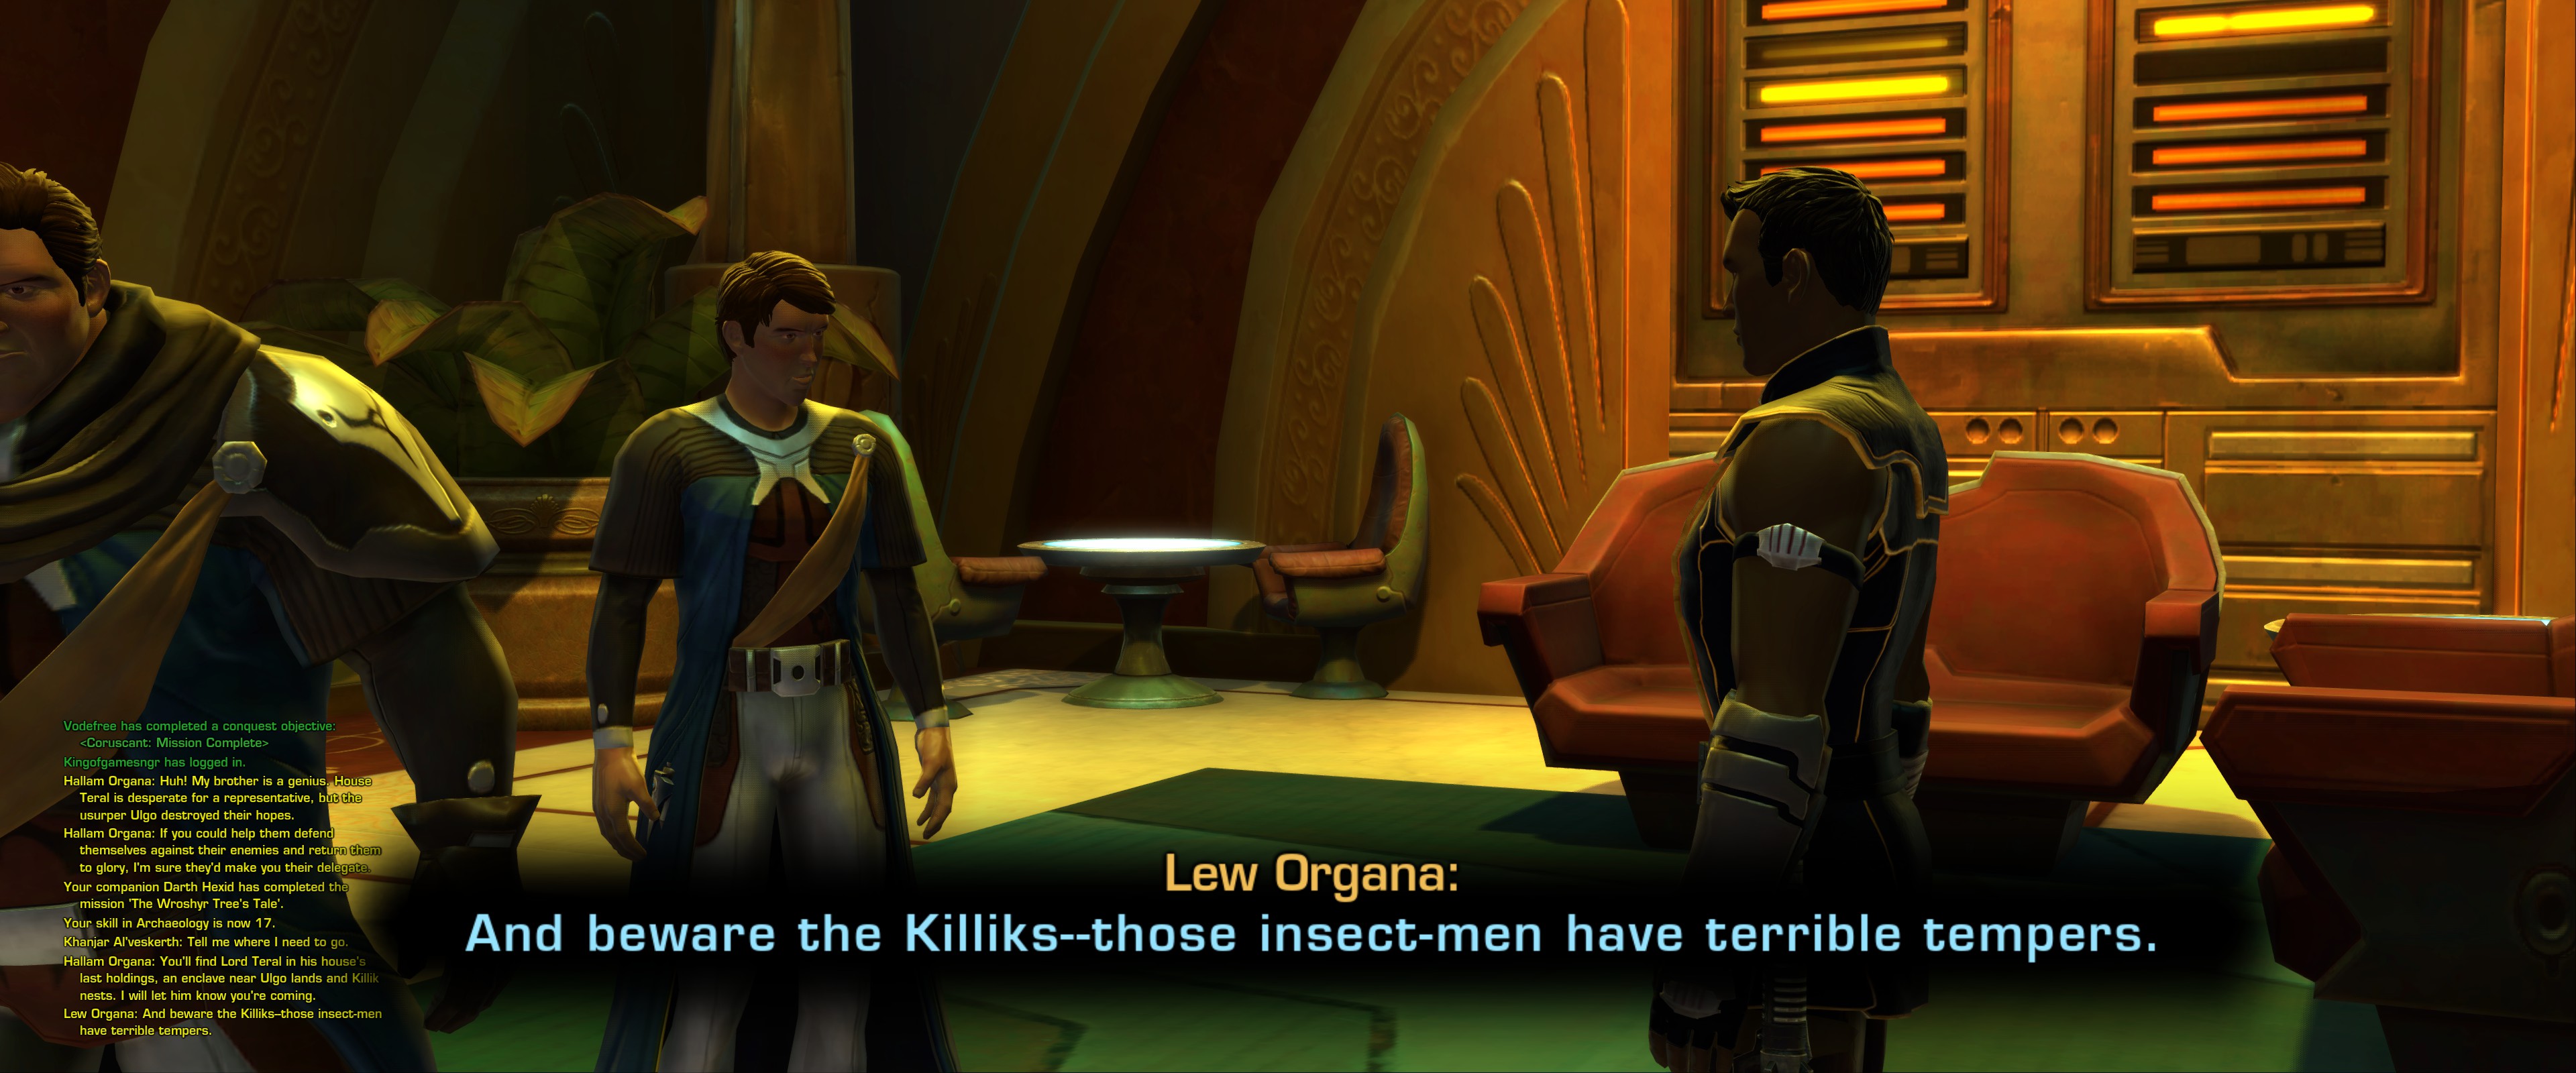 Vodefree has completed a conquest objective:
<Coruscant: Mission Complete>
Kingofgamesngr has logged in.
Hallam Organa: Huh! My brother is a genius. House
Teral is desperate for a representative, but the
usurper Ulgo destroyed their hopes.
Hallam Organa: If you could help them defend
themselves against their enemies and return them
to glory, I'm sure they'd make you their delegate.
Your companion Darth Hexid has completed the
mission 'The Wroshyr Tree's Tale'.
Your skill in Archaeology is now 17.
Khanjar Al'veskerth: Tell me where I need to go.
Hallam Organa: You'll find Lord Teral in his house's
last holdings, an enclave near Ulgo lands and Killik
nests. I will let him know you're coming.
Lew Organa: And beware the Killiks--those insect-men
have terrible tempers.
Lew Organa:
And beware the Killiks--those insect-men have terrible tempers.